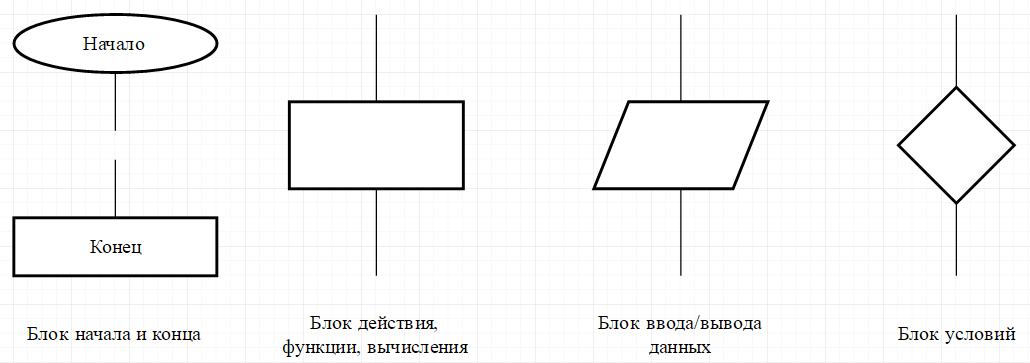 Начало
Конец
Блок начала и конца
Блок действия,
функции, вычисления
Блок ввода/вывода
данных
Блок условий